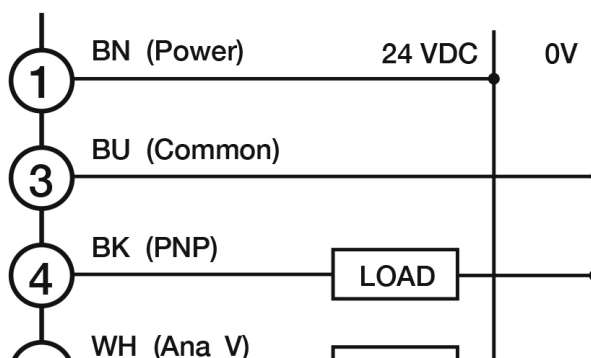 BN (Power) 24 VDC 0V
1
BU (Common)
3
BK (PNP)
4 LOAD
WH (Ana V)